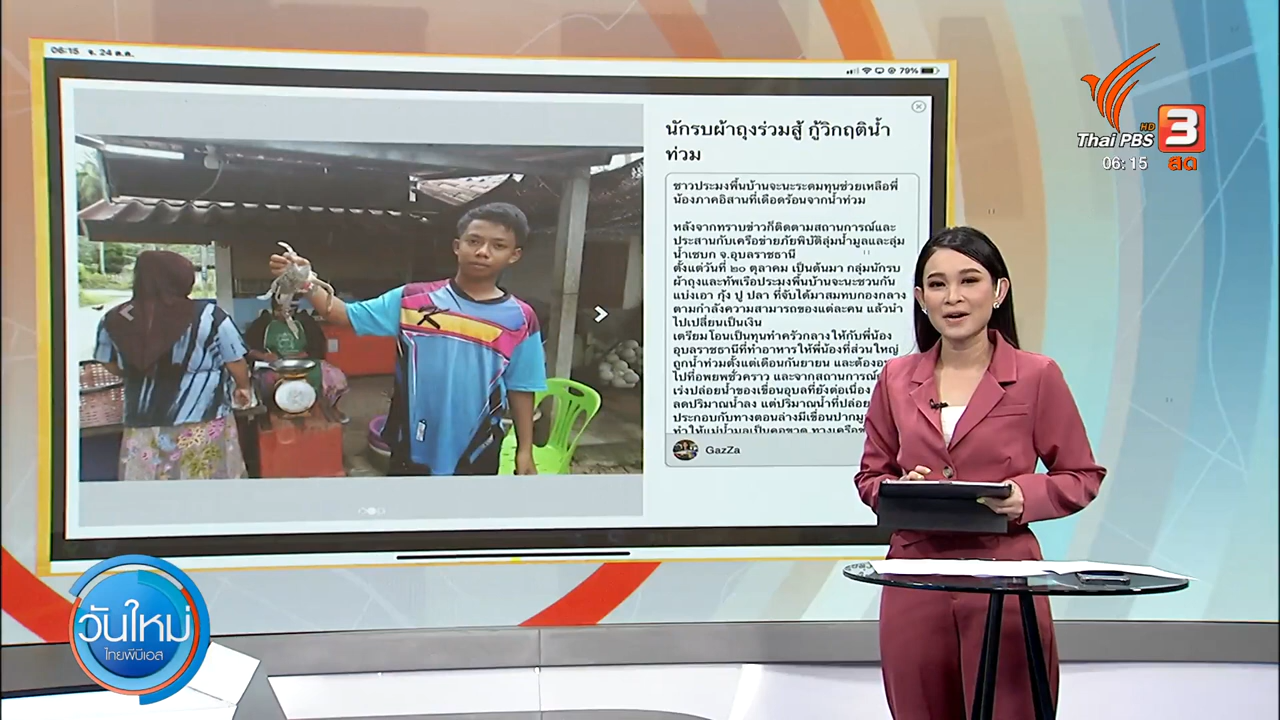 06:15 จ. 24 ต.ค.
79%
Thai PBS HD 3
06:15 สด
นักรบผ้าถุงร่วมสู้ กู้วิกฤติน้ำ
ท่วม
ชาวประมงพื้นบ้านจะนะระดมทุนช่วยเหลือพี่
น้องภาคอิสานที่เดือดร้อนจากน้ำท่วม
หลังจากทราบข่าวก็ติดตามสถานการณ์และ
ประสานกับเครือข่ายภัยพิบัติลุ่มน้ำมูลและลุ่ม
น้ำเซบก จ.อุบลราชธานี
ตั้งแต่วันที่ ๒๐ ตุลาคม เป็นต้นมา กลุ่มนักรบ
ผ้าถุงและทัพเรือประมงพื้นบ้านจะนะชวนกัน
แบ่งเอา กุ้ง ปู ปลา ที่จับได้มาสมทบกองกลาง
ตามกำลังความสามารถของแต่ละคน แล้วนำ
ไปเปลี่ยนเป็นเงิน
เตรียมโอนเป็นทุนทำครัวกลางให้กับพี่น้อง
อุบลราชธานีที่ทำอาหารให้พี่น้องที่ส่วนใหญ่
ถูกน้ำท่วมตั้งแต่เดือนกันยายน และต้อง
ไปที่อพยพชั่วคราว และจากสถานการณ์
เร่งปล่อยน้ำของเขื่อนอุบลที่ยังต่อเนื่อง
ลดปริมาณน้ำลง แต่ปริมาณน้ำที่ปล่อย
ประกอบกับทางตอนล่างมีเขื่อนปากมูล
ทำให้แม่น้ำมูลเป็นคอขวด
GazZa
วันใหม่
ไทยพีบีเอส